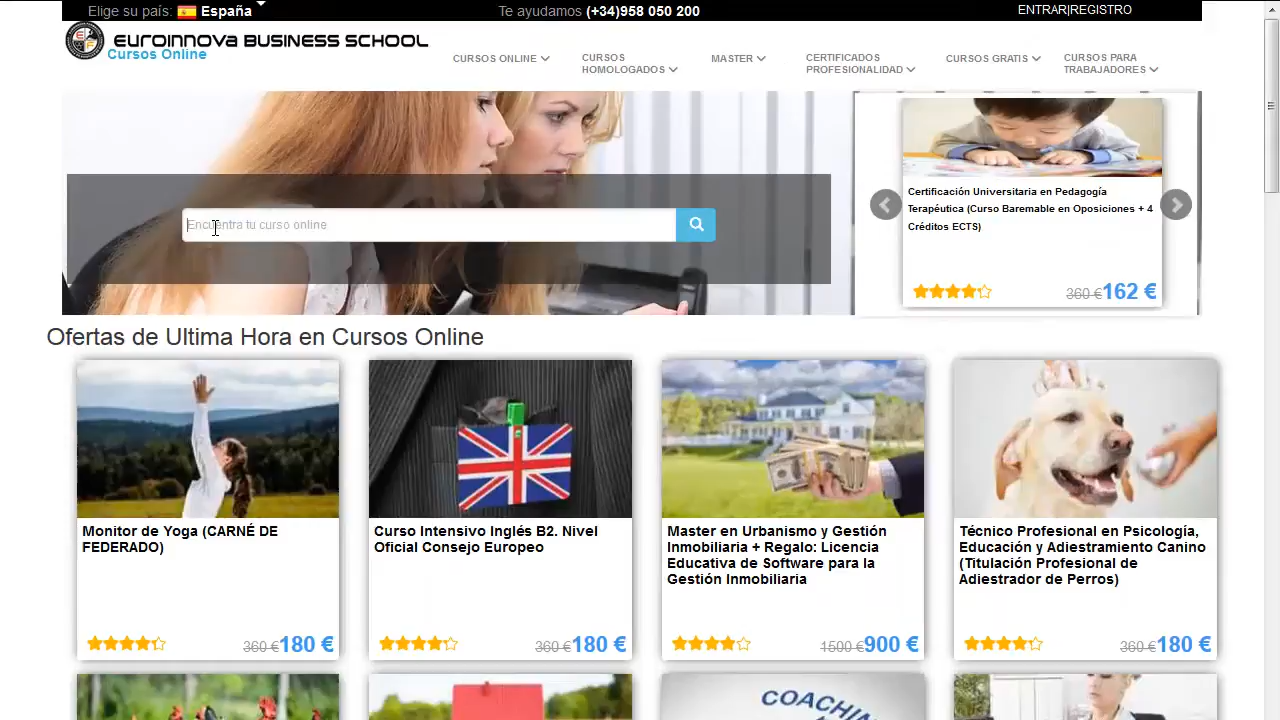 Elige su país: España
Te ayudamos (+34)958 050 200
ENTRAR|REGISTRO
EUROINNOVA BUSINESS SCHOOL
Cursos Online
CURSOS ONLINE
CURSOS
HOMOLOGADOS
MASTER
CERTIFICADOS
PROFESIONALIDAD
CURSOS GRATIS
CURSOS PARA
TRABAJADORES
Encuentra tu curso online
Certificación Universitaria en Pedagogía
Terapéutica (Curso Baremable en Oposiciones + 4
Créditos ECTS)
360 € 162 €
Ofertas de Ultima Hora en Cursos Online
Monitor de Yoga (CARNÉ DE
FEDERADO)
360 € 180 €
Curso Intensivo Inglés B2. Nivel
Oficial Consejo Europeo
360 € 180 €
Master en Urbanismo y Gestión
Inmobiliaria + Regalo: Licencia
Educativa de Software para la
Gestión Inmobiliaria
1500 € 900 €
Técnico Profesional en Psicología,
Educación y Adiestramiento Canino
(Titulación Profesional de
Adiestrador de Perros)
360 € 180 €
COACHIN